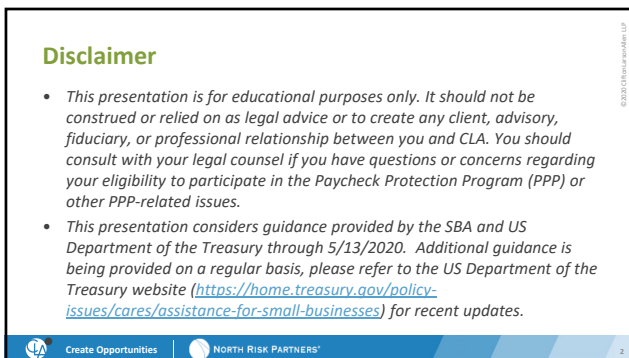 ©2020 CliftonLarsonAllen LLP
Disclaimer
• This presentation is for educational purposes only. It should not be
construed or relied on as legal advice or to create any client, advisory,
fiduciary, or professional relationship between you and CLA. You should
consult with your legal counsel if you have questions or concerns regarding
your eligibility to participate in the Paycheck Protection Program (PPP) or
other PPP-related issues.
• This presentation considers guidance provided by the SBA and US
Department of the Treasury through 5/13/2020.  Additional guidance is
being provided on a regular basis, please refer to the US Department of the
Treasury website (https://home.treasury.gov/policy-
issues/cares/assistance-for-small-businesses) for recent updates.
CLA Create Opportunities NORTH RISK PARTNERS 2